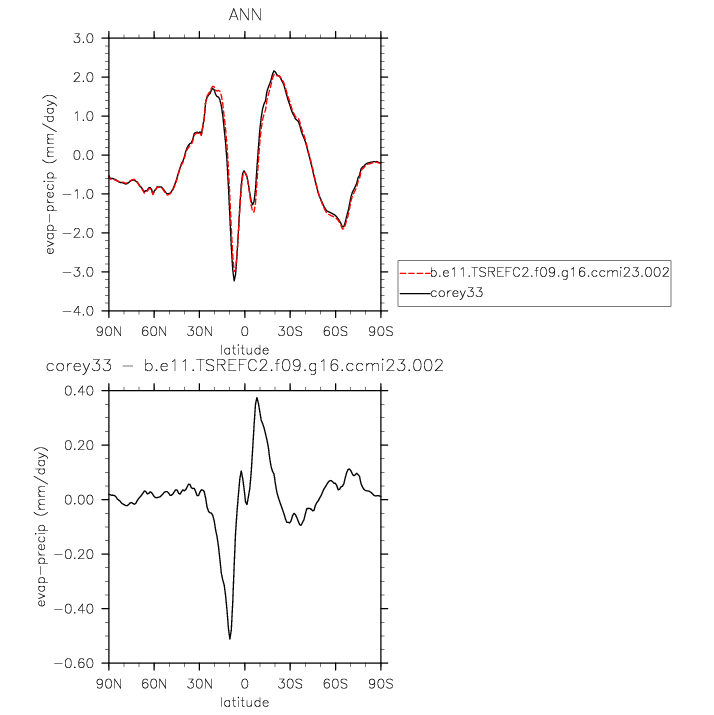 ANN
3.0
2.0
1.0
0.0
−1.0
−2.0
−3.0
−4.0
evap−precip (mm/day)
90N 60N 30N 0 30S 60S 90S
latitude
b.e11.TSREFC2.f09.g16.ccmi23.002
corey33
corey33 − b.e11.TSREFC2.f09.g16.ccmi23.002
0.40
0.20
0.00
−0.20
−0.40
−0.60
evap−precip (mm/day)
90N 60N 30N 0 30S 60S 90S
latitude